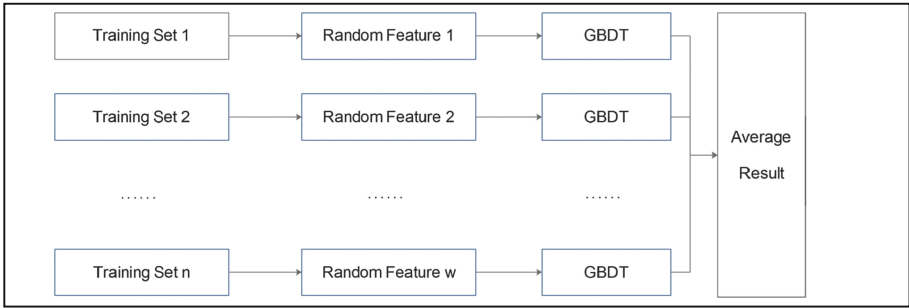 Training Set 1
Random Feature 1
GBDT
Training Set 2
Random Feature 2
GBDT
Average
Result
......
......
......
Training Set n
Random Feature w
GBDT